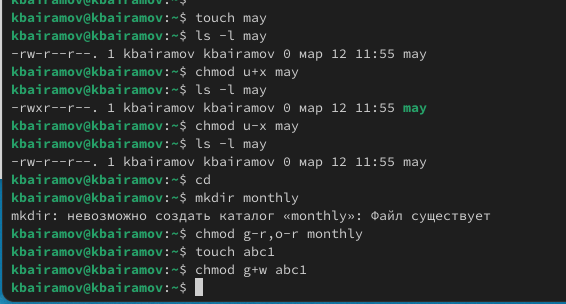 kbairamov@kbairamov:~$
kbairamov@kbairamov:~$ touch may
kbairamov@kbairamov:~$ ls -l may
-rw-r--r--. 1 kbairamov kbairamov 0 мар 12 11:55 may
kbairamov@kbairamov:~$ chmod u+x may
kbairamov@kbairamov:~$ ls -l may
-rwxr--r--. 1 kbairamov kbairamov 0 мар 12 11:55 may
kbairamov@kbairamov:~$ chmod u-x may
kbairamov@kbairamov:~$ ls -l may
-rw-r--r--. 1 kbairamov kbairamov 0 мар 12 11:55 may
kbairamov@kbairamov:~$ cd
kbairamov@kbairamov:~$ mkdir monthly
mkdir: невозможно создать каталог «monthly»: Файл существует
kbairamov@kbairamov:~$ chmod g-r,o-r monthly
kbairamov@kbairamov:~$ touch abc1
kbairamov@kbairamov:~$ chmod g+w abc1
kbairamov@kbairamov:~$